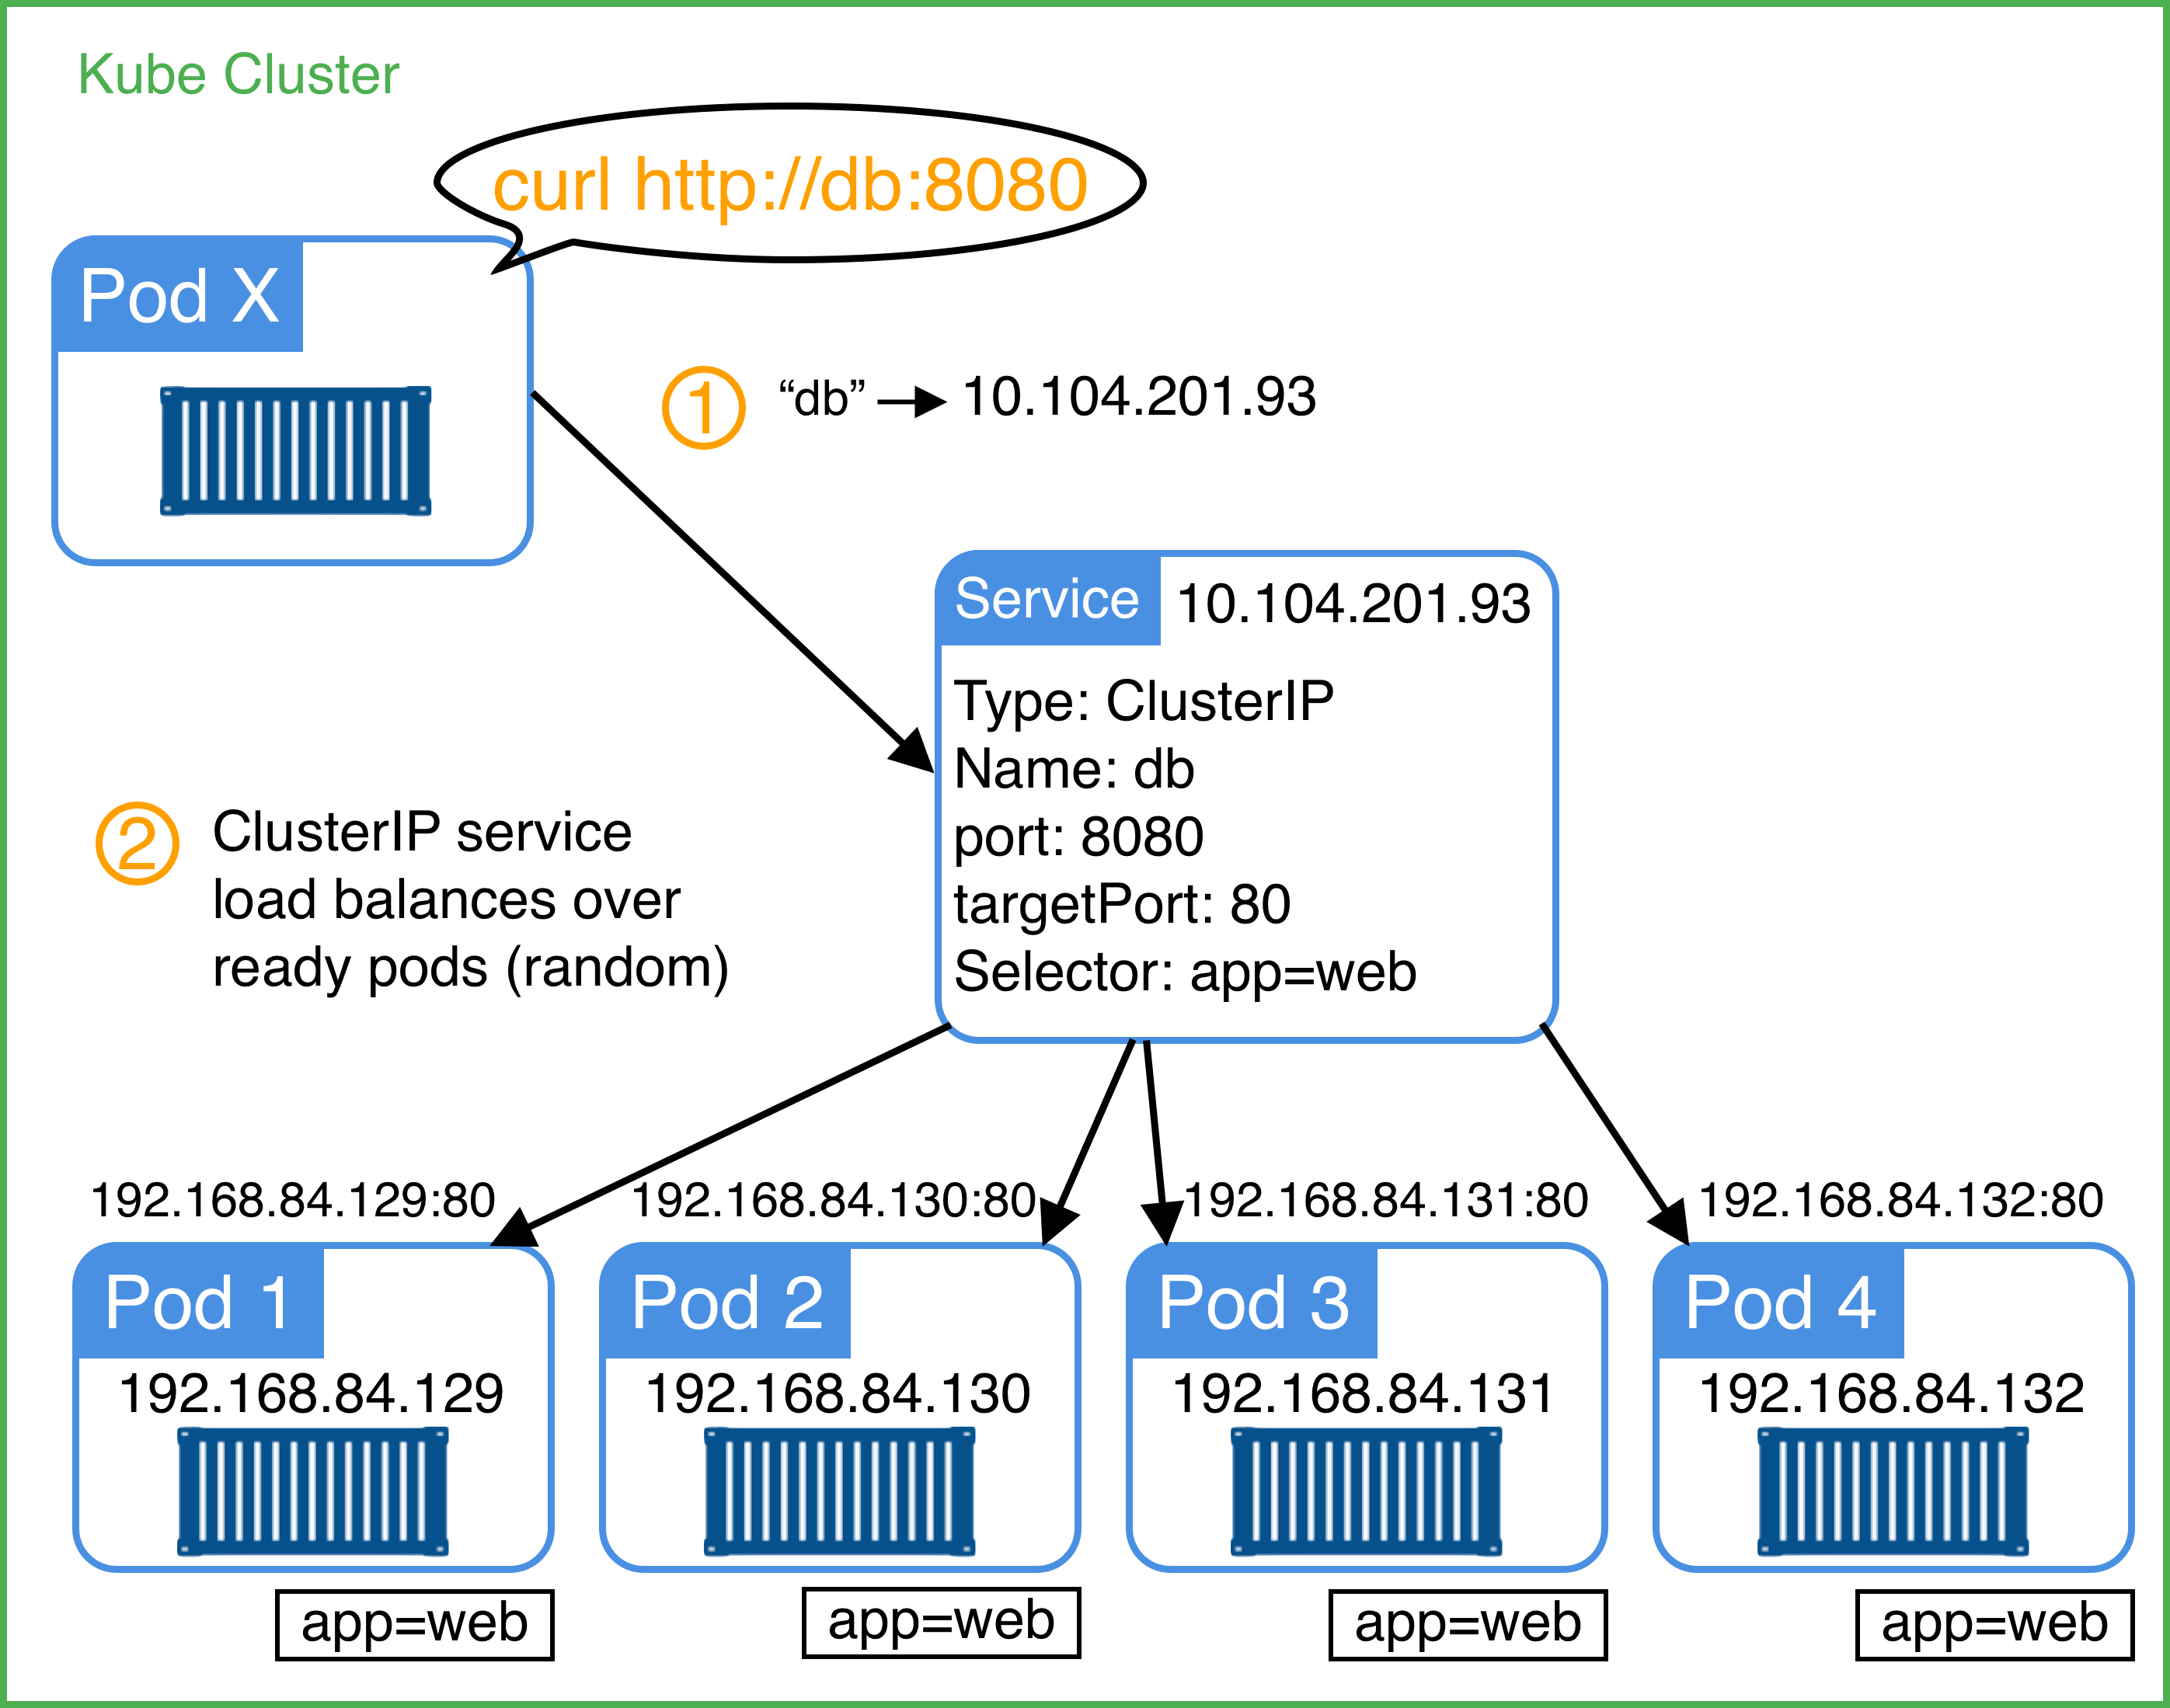 Kube Cluster
curl http://db:8080
Pod X
1 “db” 10.104.201.93
Service 10.104.201.93
Type: ClusterIP
Name: db
port: 8080
targetPort: 80
Selector: app=web
2 ClusterIP service
load balances over
ready pods (random)
192.168.84.129:80
192.168.84.130:80
192.168.84.131:80
192.168.84.132:80
Pod 1
192.168.84.129
app=web
Pod 2
192.168.84.130
app=web
Pod 3
192.168.84.131
app=web
Pod 4
192.168.84.132
app=web